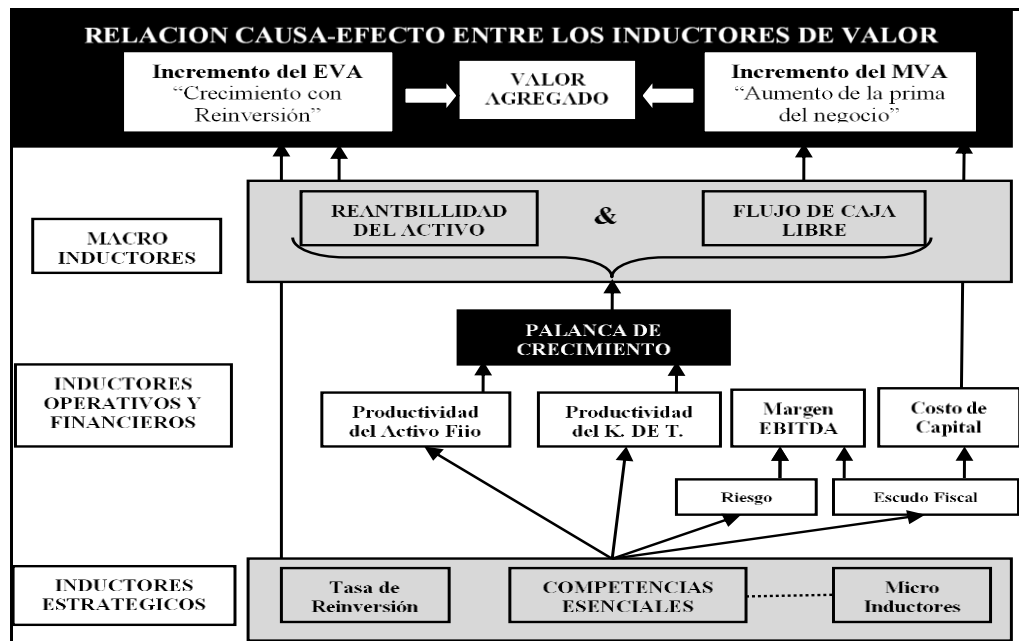 RELACION CAUSA-EFECTO ENTRE LOS INDUCTORES DE VALOR
Incremento del EVA
“Crecimiento con
Reinversión”
VALOR
AGREGADO
Incremento del MVA
“Aumento de la prima
del negocio”
MACRO
INDUCTORES
REANTBILLIDAD
DEL ACTIVO
&
FLUJO DE CAJA
LIBRE
PALANCA DE
CRECIMIENTO
INDUCTORES
OPERATIVOS Y
FINANCIEROS
Productividad
del Activo Fijo
Productividad
del K. DE T.
Margen
EBITDA
Costo de
Capital
Riesgo
Escudo Fiscal
INDUCTORES
ESTRATEGICOS
Tasa de
Reinversión
COMPETENCIAS
ESENCIALES
Micro
Inductores